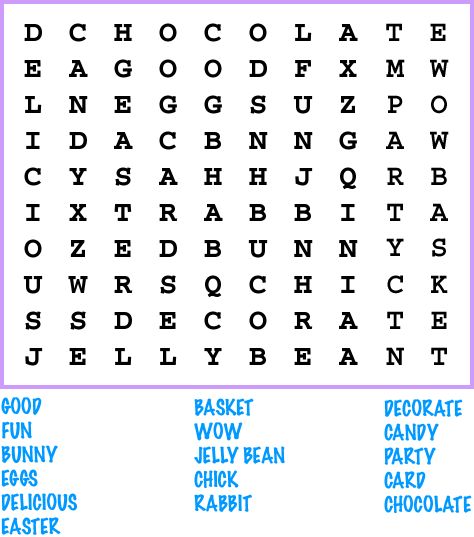 D C H O C O L A T E
E A G O O D F X M W
L N E G G S U Z P O
I D A C B N N G A W
C Y S A H H J Q R B
I X T R A B B I T A
O Z E D B U N N Y S
U W R S Q C H I C K
S S D E C O R A T E
J E L L Y B E A N T
GOOD BASKET DECORATE
FUN WOW CANDY
BUNNY JELLY BEAN PARTY
EGGS CHICK CARD
DELICIOUS RABBIT CHOCOLATE
EASTER